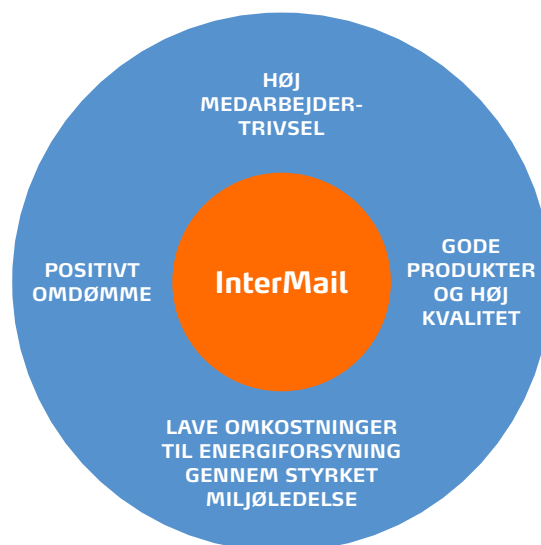 HØJ
MEDARBEJDER-
TRIVSEL
POSITIVT
OMDØMME
InterMail
GODE
PRODUKTER
OG HØJ
KVALITET
LAVE OMKOSTNINGER
TIL ENERGIFORSYNING
GENNEM STYRKET
MILJØLEDELSE